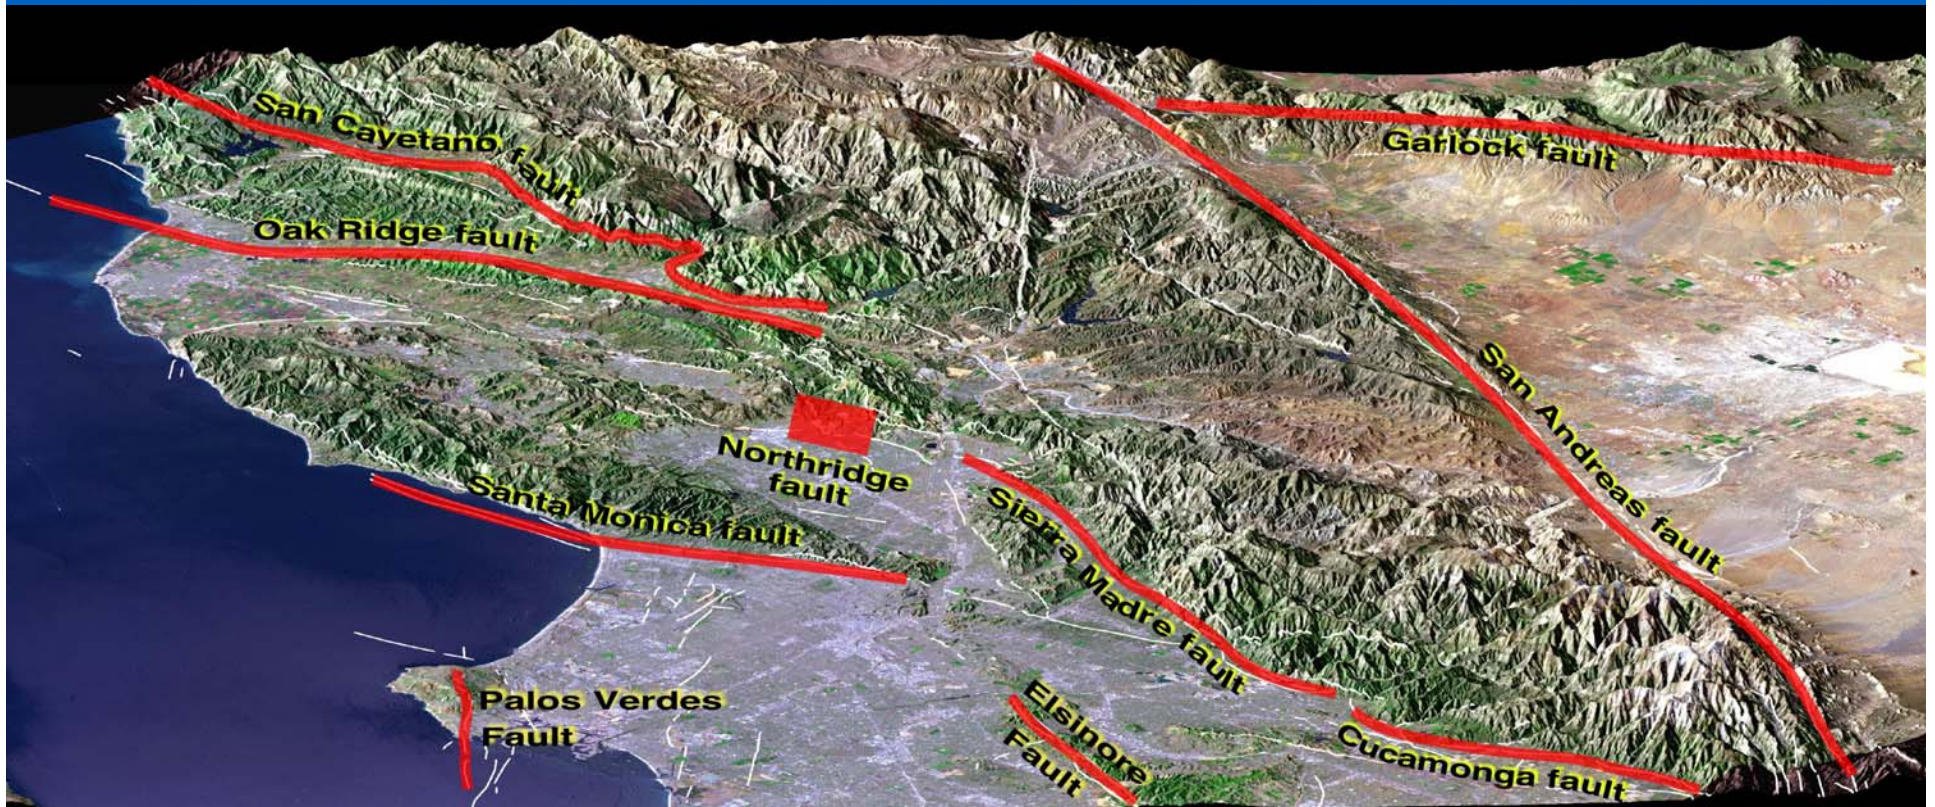 San Cayetano fault
Garlock fault
Oak Ridge fault
San Andreas fault
Northridge
fault
Santa Monica fault
Sierra Madre fault
Palos Verdes
Fault
Elsinore
Fault
Cucamonga fault